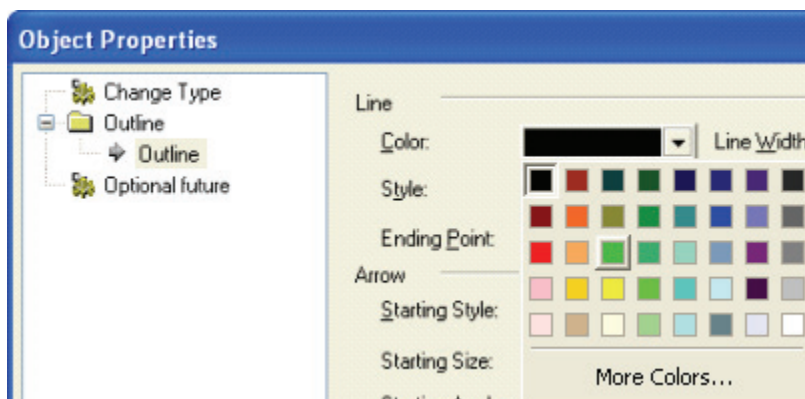 Object Properties
Change Type
Outline
Outline
Optional future
Line
Color:
Line Width
Style:
Ending Point:
Arrow
Starting Style:
Starting Size:
More Colors...